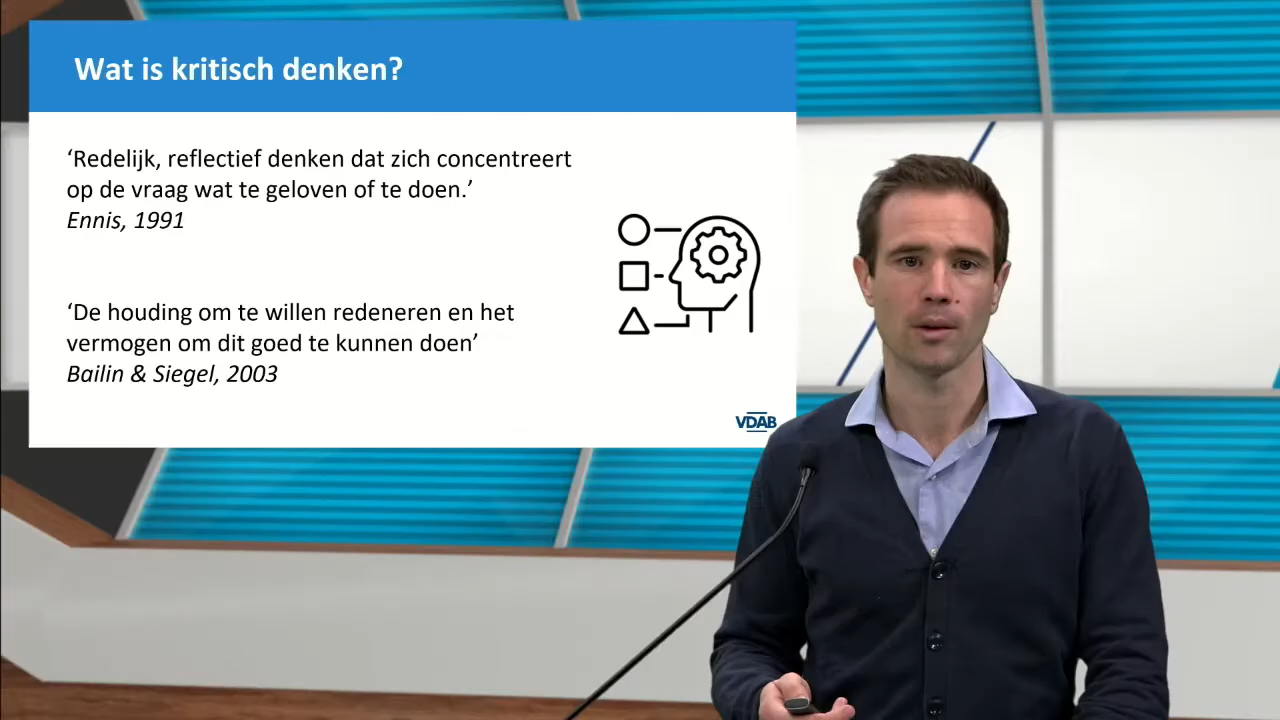 Wat is kritisch denken?
‘Redelijk, reflectief denken dat zich concentreert
op de vraag wat te geloven of te doen.’
Ennis, 1991
‘De houding om te willen redeneren en het
vermogen om dit goed te kunnen doen’
Bailin & Siegel, 2003
VDAB